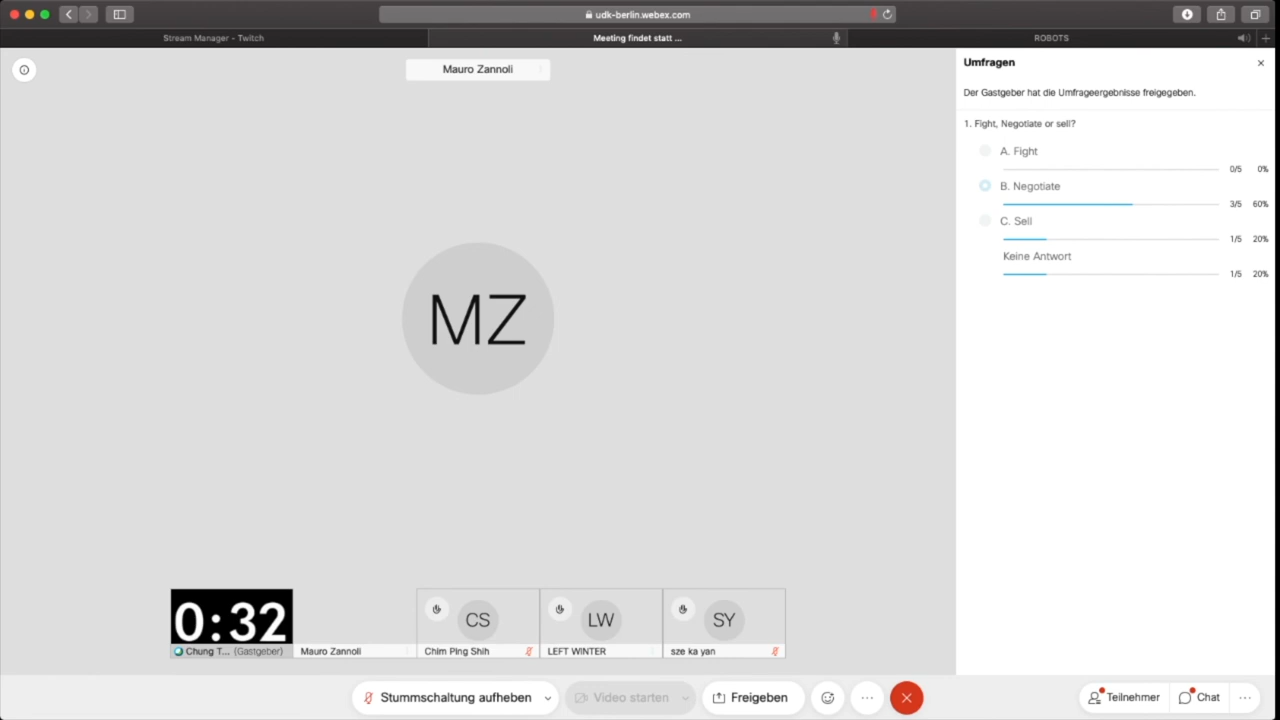 udk-berlin.webex.com
Stream Manager - Twitch
Meeting findet statt ...
ROBOTS
Mauro Zannoli
MZ
Umfragen
Der Gastgeber hat die Umfrageergebnisse freigegeben.
1. Fight, Negotiate or sell?
A. Fight
0/5 0%
B. Negotiate
3/5 60%
C. Sell
1/5 20%
Keine Antwort
1/5 20%
0:32
CS
LW
SY
Chung T... (Gastgeber)
Mauro Zannoli
Chim Ping Shih
LEFT WINTER
sze ka yan
Stummschaltung aufheben
Video starten
Freigeben
...
Teilnehmer
Chat
...